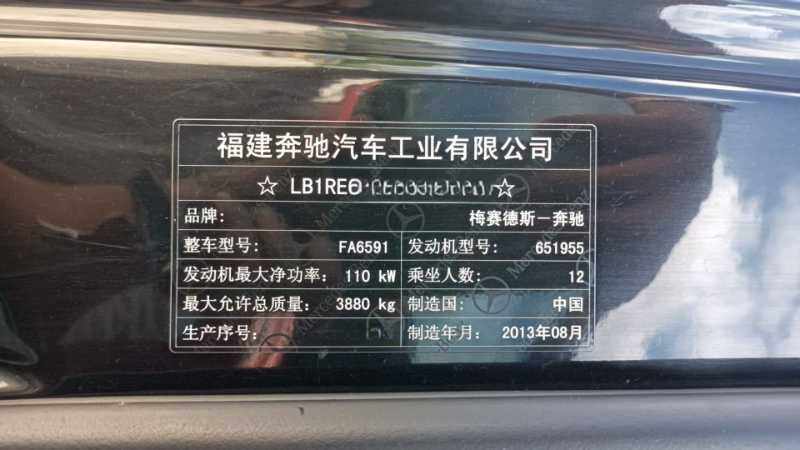 福建奔驰汽车工业有限公司
☆ LB1RE ☆
品牌: 梅赛德斯-奔驰
整车型号: FA6591 发动机型号: 651955
发动机最大净功率: 110 kW 乘坐人数: 12
最大允许总质量: 3880 kg 制造国: 中国
生产序号: 制造年月: 2013年08月